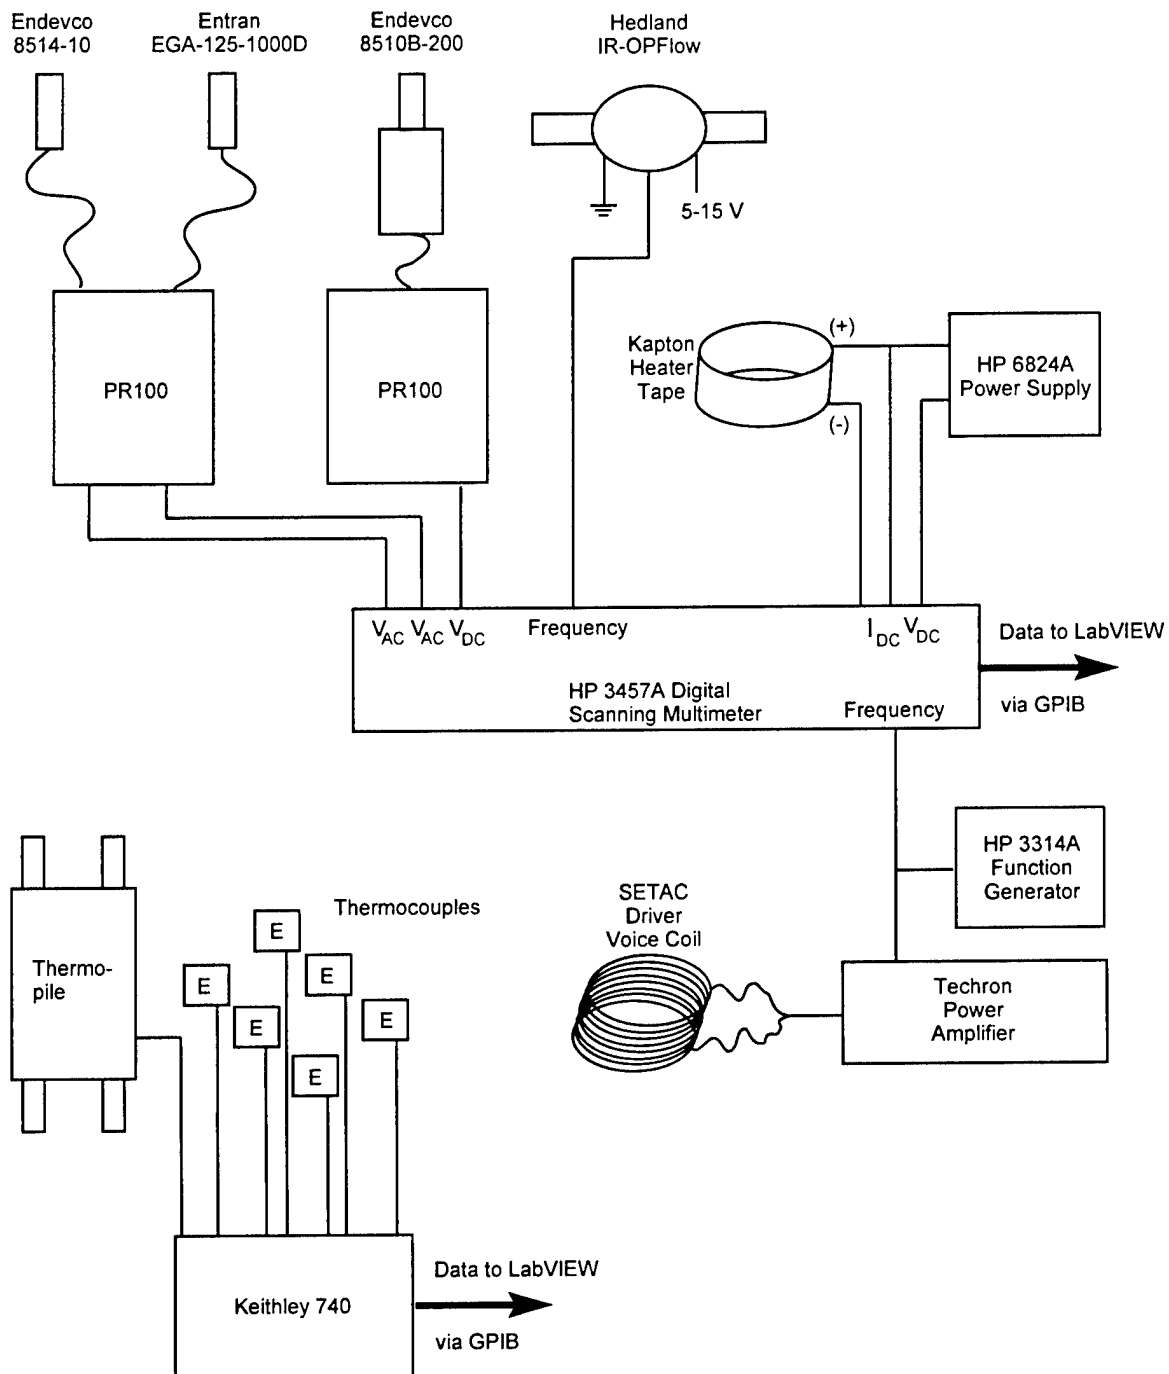 Endevco
8514-10
Entran
EGA-125-1000D
Endevco
8510B-200
Hedland
IR-OPFlow
5-15 V
PR100
PR100
Kapton
Heater
Tape
(+)
(-)
HP 6824A
Power Supply
VAC VAC VDC
Frequency
IDC VDC
HP 3457A Digital
Scanning Multimeter
Frequency
Data to LabVIEW
via GPIB
HP 3314A
Function
Generator
SETAC
Driver
Voice Coil
Techron
Power
Amplifier
Thermo-
pile
Thermocouples
E
E
E
E
E
E
Keithley 740
Data to LabVIEW
via GPIB